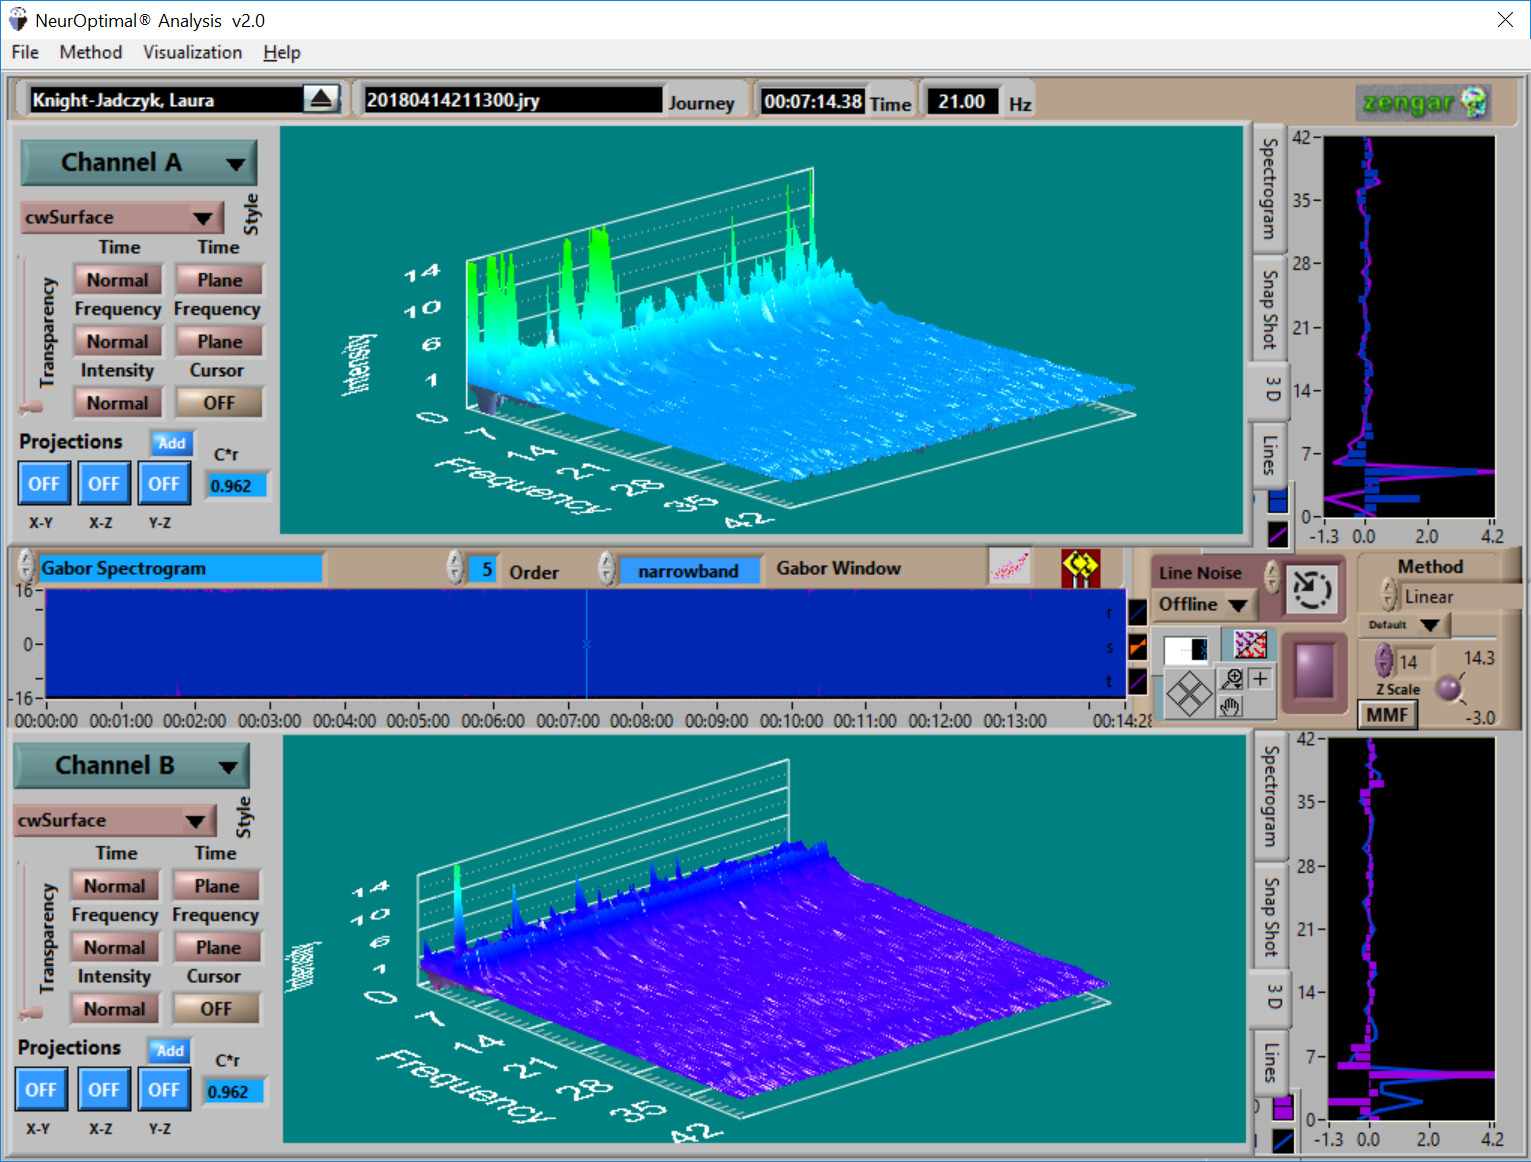 NeurOptimal® Analysis v2.0
File Method Visualization Help
Knight-Jadczyk, Laura 20180414211300.jry Journey 00:07:14.38 Time 21.00 Hz zengar
Channel A
cwSurface Style
Time Time
Normal Plane
Frequency Frequency
Normal Plane
Intensity Cursor
Normal OFF
Transparency
Projections Add C*r
OFF OFF OFF 0.962
X-Y X-Z Y-Z
14
10
6
1
Intensity
0 7 14 21 28 35 42
Frequency
Spectrogram
Snap Shot
3 D
Lines
42
35
28
21
14
7
0
-1.3 0.0 2.0 4.2
Gabor Spectrogram 5 Order narrowband Gabor Window
16
0
-16
r
s
t
00:00:00 00:01:00 00:02:00 00:03:00 00:04:00 00:05:00 00:06:00 00:07:00 00:08:00 00:09:00 00:10:00 00:11:00 00:12:00 00:13:00 00:14:28
Line Noise
Offline
Method
Linear
Default
14 14.3
Z Scale
MMF -3.0
Channel B
cwSurface Style
Time Time
Normal Plane
Frequency Frequency
Normal Plane
Intensity Cursor
Normal OFF
Transparency
Projections Add C*r
OFF OFF OFF 0.962
X-Y X-Z Y-Z
14
10
6
1
Intensity
0 7 14 21 28 35 42
Frequency
Spectrogram
Snap Shot
3 D
Lines
42
35
28
21
14
7
0
-1.3 0.0 2.0 4.2